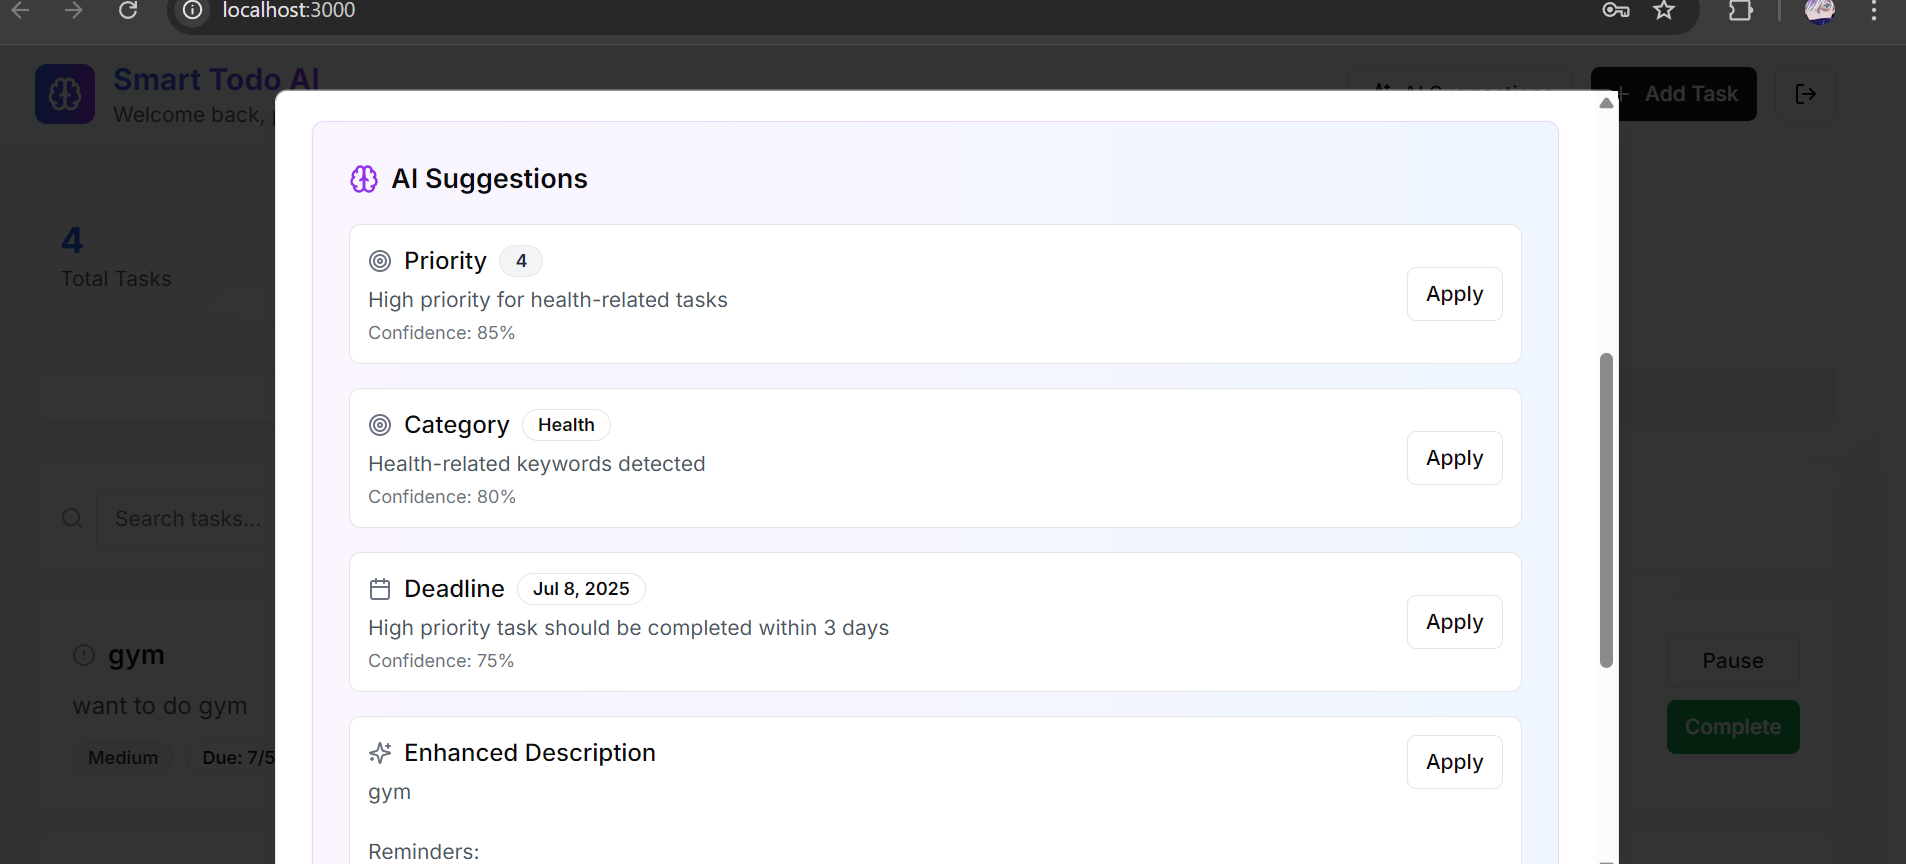 localhost:3000
Smart Todo AI
Welcome back,
Add Task
AI Suggestions
4
Total Tasks
Priority 4
High priority for health-related tasks
Confidence: 85%
Apply
Category Health
Health-related keywords detected
Confidence: 80%
Apply
Search tasks...
Deadline Jul 8, 2025
High priority task should be completed within 3 days
Confidence: 75%
Apply
gym
want to do gym
Medium
Due: 7/5
Pause
Complete
Enhanced Description
Apply
gym
Reminders: